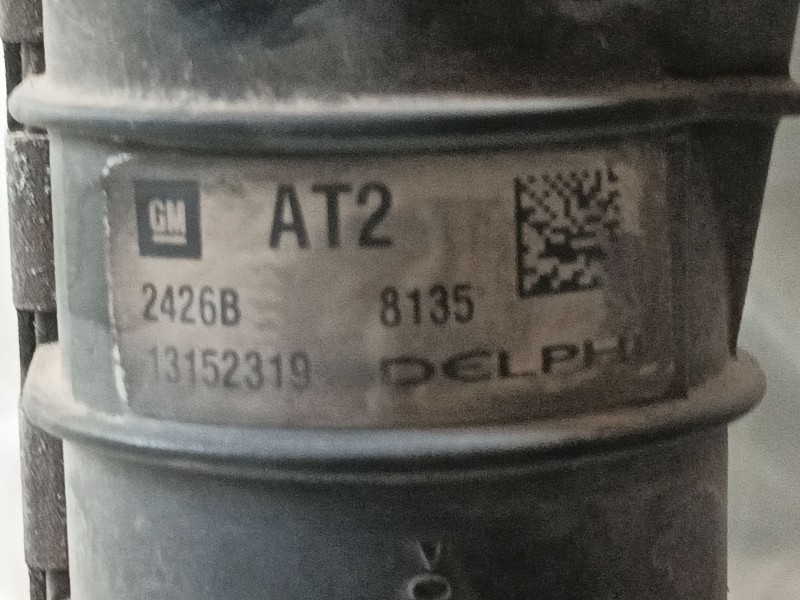 GM AT2
2426B 8135
13152319 DELPHI
V
O